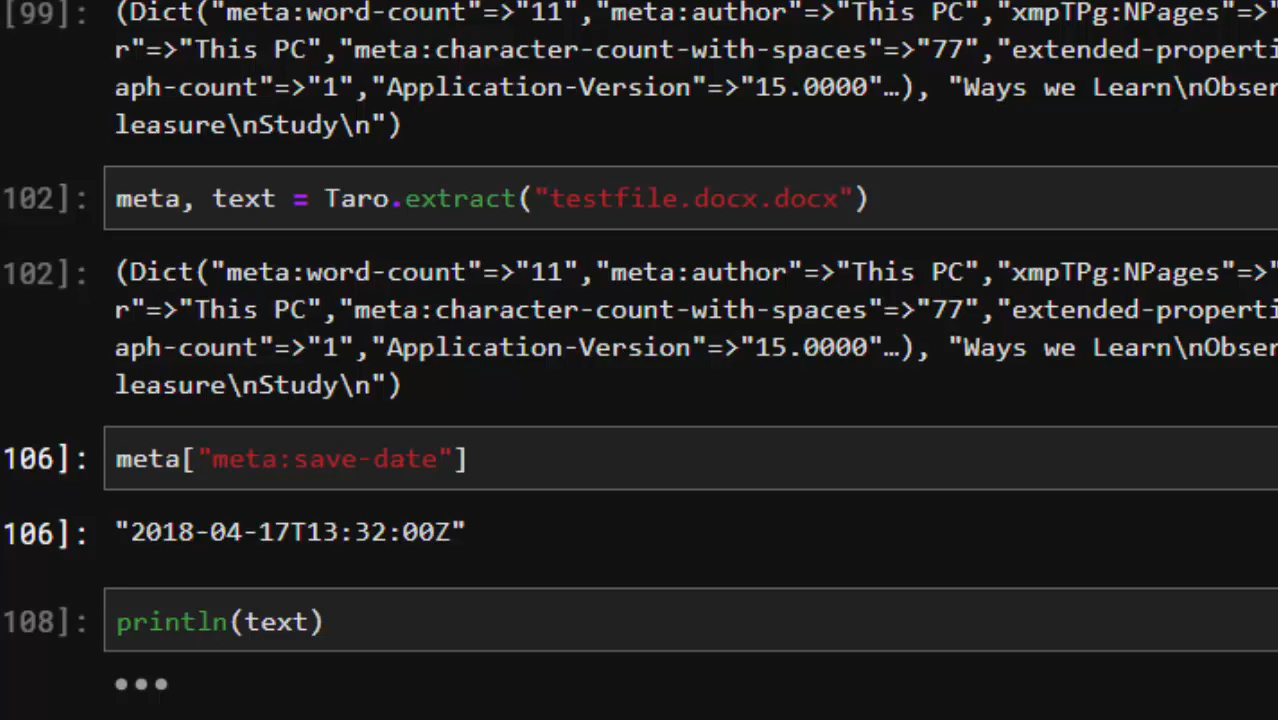 [99]: (Dict("meta:word-count"=>"11","meta:author"=>"This PC","xmpTPg:NPages"=>"
r"=>"This PC","meta:character-count-with-spaces"=>"77","extended-properti
aph-count"=>"1","Application-Version"=>"15.0000"…), "Ways we Learn\nObser
leasure\nStudy\n")
102]: meta, text = Taro.extract("testfile.docx.docx")
102]: (Dict("meta:word-count"=>"11","meta:author"=>"This PC","xmpTPg:NPages"=>"
r"=>"This PC","meta:character-count-with-spaces"=>"77","extended-properti
aph-count"=>"1","Application-Version"=>"15.0000"…), "Ways we Learn\nObser
leasure\nStudy\n")
106]: meta["meta:save-date"]
106]: "2018-04-17T13:32:00Z"
108]: println(text)
•••